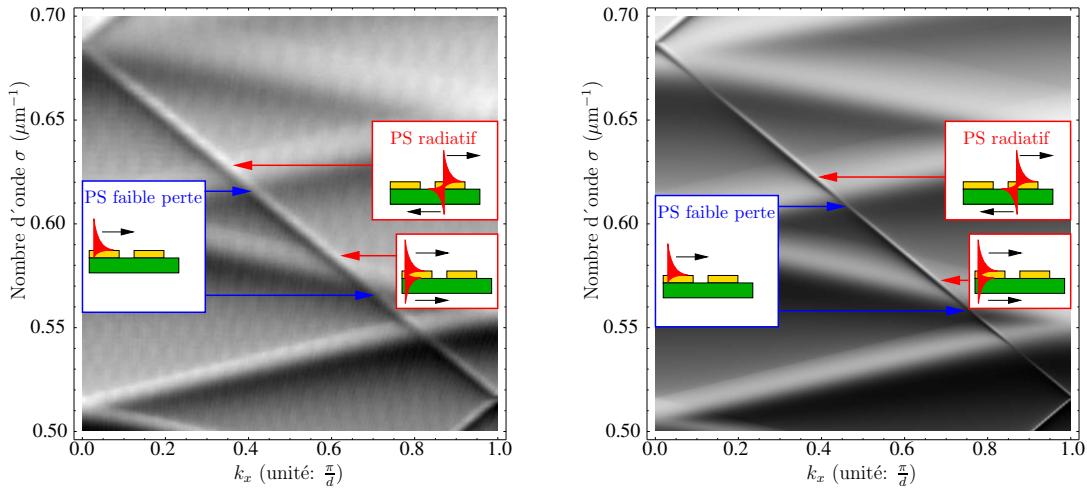 0.70
0.65
0.60
0.55
0.50
Nombre d´onde σ (μm⁻¹)
PS radiatif
PS faible perte
0.0
0.2
0.4
0.6
0.8
1.0
k_x (unité: π/d)
0.70
0.65
0.60
0.55
0.50
Nombre d´onde σ (μm⁻¹)
PS radiatif
PS faible perte
0.0
0.2
0.4
0.6
0.8
1.0
k_x (unité: π/d)